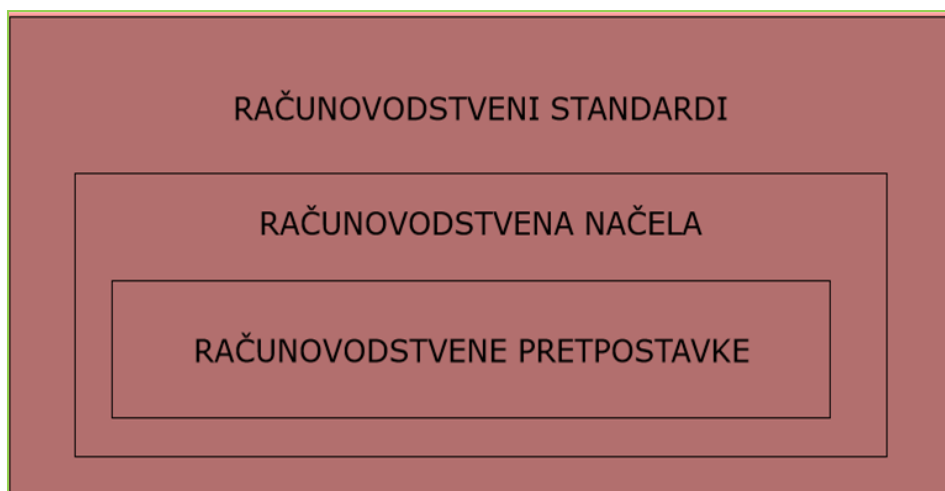 RAČUNOVODSTVENI STANDARDI
RAČUNOVODSTVENA NAČELA
RAČUNOVODSTVENE PRETPOSTAVKE